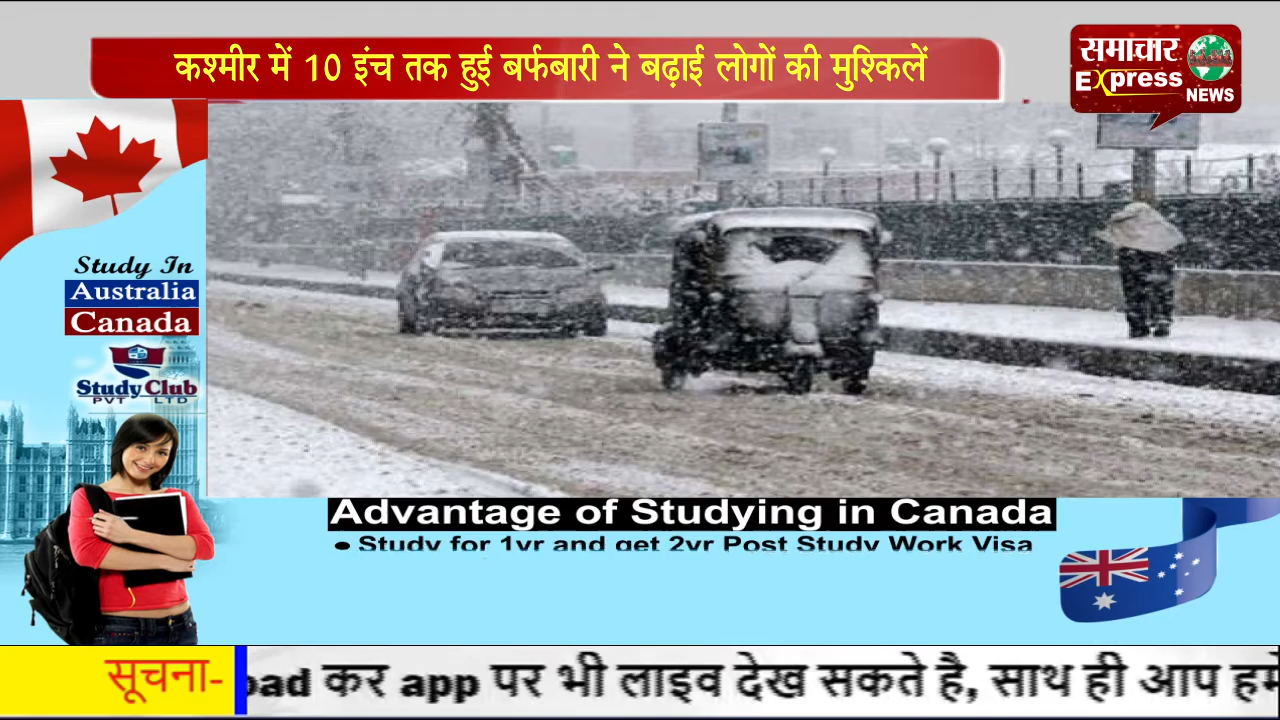 कश्मीर में 10 इंच तक हुई बर्फबारी ने बढ़ाई लोगों की मुश्किलें
समाचार
Express
NEWS
Study In
Australia
Canada
Study Club
PVT LTD
Advantage of Studying in Canada
• Study for 1yr and get 2yr Post Study Work Visa
सूचना-
oad कर app पर भी लाइव देख सकते है, साथ ही आप हमे